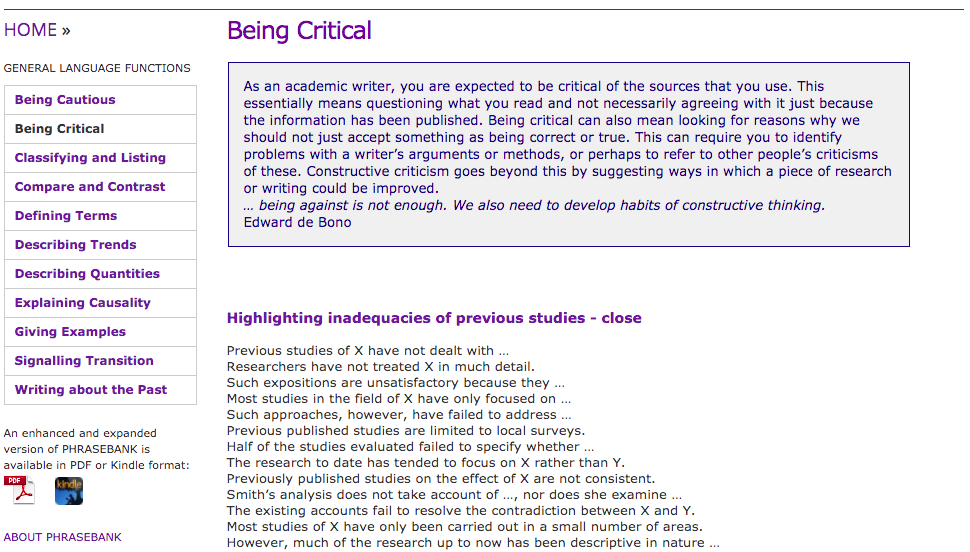 HOME »
GENERAL LANGUAGE FUNCTIONS
Being Cautious
Being Critical
Classifying and Listing
Compare and Contrast
Defining Terms
Describing Trends
Describing Quantities
Explaining Causality
Giving Examples
Signalling Transition
Writing about the Past
An enhanced and expanded
version of PHRASEBANK is
available in PDF or Kindle format:
PDF
kindle
ABOUT PHRASEBANK
Being Critical
As an academic writer, you are expected to be critical of the sources that you use. This
essentially means questioning what you read and not necessarily agreeing with it just because
the information has been published. Being critical can also mean looking for reasons why we
should not just accept something as being correct or true. This can require you to identify
problems with a writer’s arguments or methods, or perhaps to refer to other people’s criticisms
of these. Constructive criticism goes beyond this by suggesting ways in which a piece of research
or writing could be improved.
… being against is not enough. We also need to develop habits of constructive thinking.
Edward de Bono
Highlighting inadequacies of previous studies - close
Previous studies of X have not dealt with …
Researchers have not treated X in much detail.
Such expositions are unsatisfactory because they …
Most studies in the field of X have only focused on …
Such approaches, however, have failed to address …
Previous published studies are limited to local surveys.
Half of the studies evaluated failed to specify whether …
The research to date has tended to focus on X rather than Y.
Previously published studies on the effect of X are not consistent.
Smith’s analysis does not take account of …, nor does she examine …
The existing accounts fail to resolve the contradiction between X and Y.
Most studies of X have only been carried out in a small number of areas.
However, much of the research up to now has been descriptive in nature …